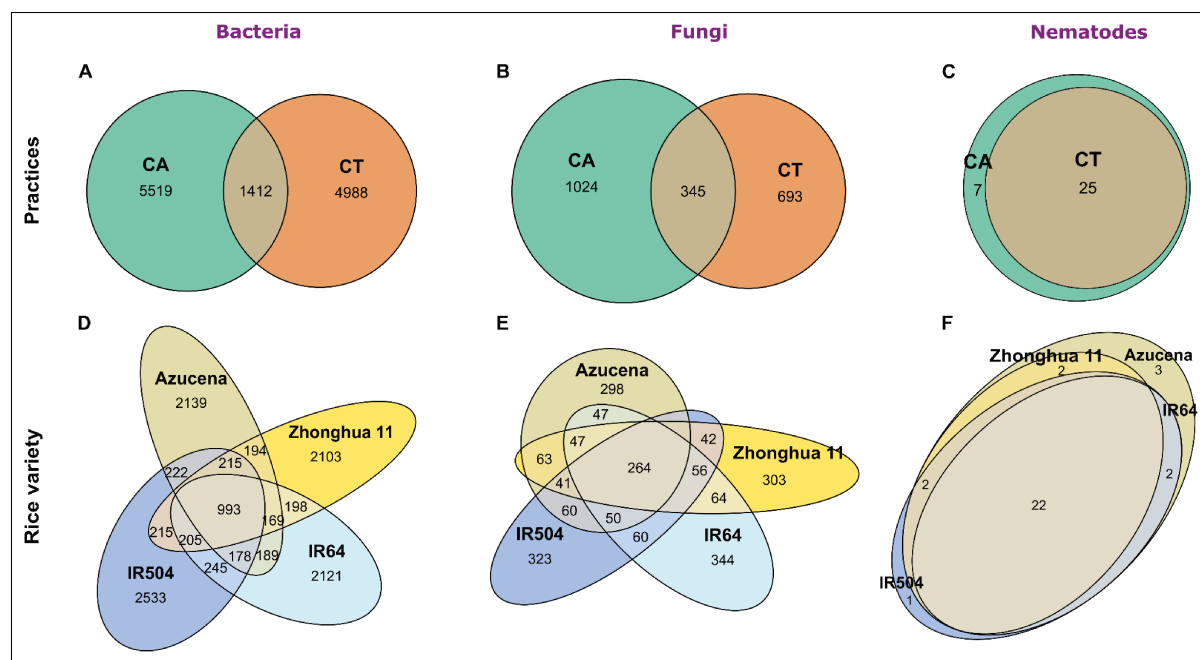 Bacteria
Fungi
Nematodes
Practices
A
CA
5519
1412
CT
4988
B
CA
1024
345
CT
693
C
CA
7
CT
25
Rice variety
D
Azucena
2139
Zhonghua 11
2103
194
215
222
993
198
169
215
205
178
189
245
IR504
2533
IR64
2121
E
Azucena
298
47
47
42
63
264
56
Zhonghua 11
303
41
64
60
50
60
IR504
323
IR64
344
F
Zhonghua 11
2
Azucena
3
IR64
2
2
22
IR504
1